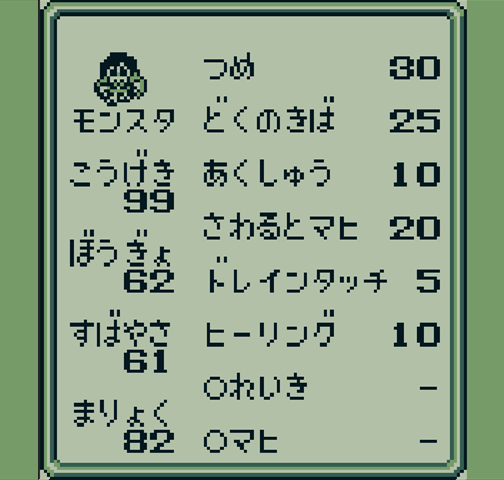 つめ 30
モンスタ どくのきば 25
こうげき あくしゅう 10
99
さわるとマヒ 20
ぼうぎょ
62 ドレインタッチ 5
すばやさ ヒーリング 10
61
○れいき -
まりょく
82 ○マヒ -